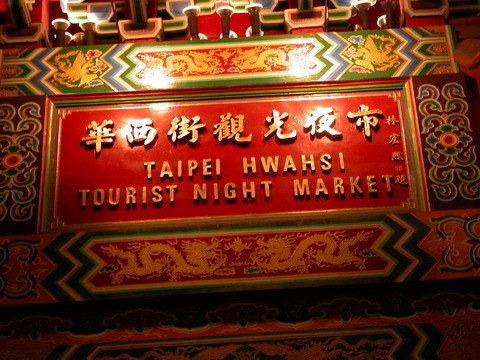 華西街觀光夜市
TAIPEI HWAHSI
TOURIST NIGHT MARKET